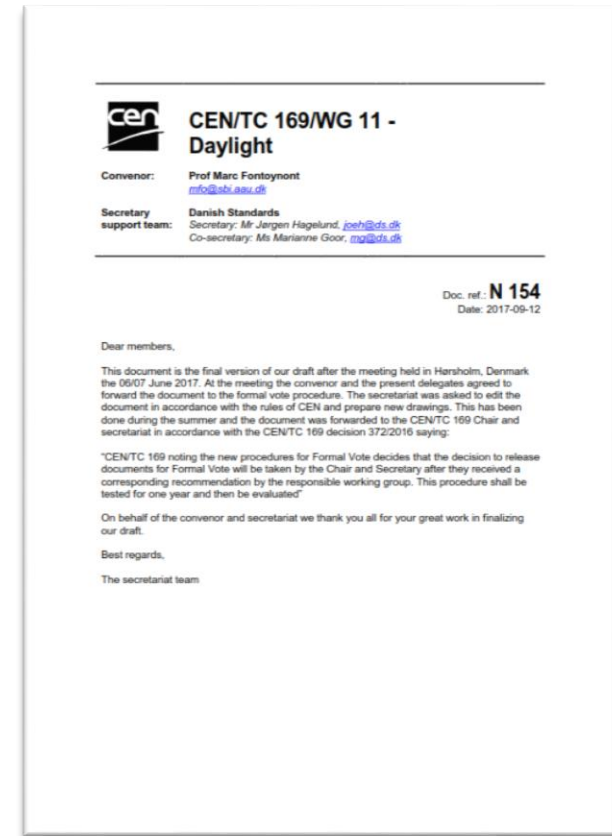 cen
CEN/TC 169/WG 11 -
Daylight
Convenor: Prof Marc Fontoynont
mfo@sbi.aau.dk
Secretary Danish Standards
support team: Secretary: Mr Jørgen Hagelund, joeh@ds.dk
Co-secretary: Ms Marianne Goor, mg@ds.dk
Doc. ref.: N 154
Date: 2017-09-12
Dear members,
This document is the final version of our draft after the meeting held in Hørsholm, Denmark
the 06/07 June 2017. At the meeting the convenor and the present delegates agreed to
forward the document to the formal vote procedure. The secretariat was asked to edit the
document in accordance with the rules of CEN and prepare new drawings. This has been
done during the summer and the document was forwarded to the CEN/TC 169 Chair and
secretariat in accordance with the CEN/TC 169 decision 372/2016 saying:
"CEN/TC 169 noting the new procedures for Formal Vote decides that the decision to release
documents for Formal Vote will be taken by the Chair and Secretary after they received a
corresponding recommendation by the responsible working group. This procedure shall be
tested for one year and then be evaluated"
On behalf of the convenor and secretariat we thank you all for your great work in finalizing
our draft.
Best regards,
The secretariat team